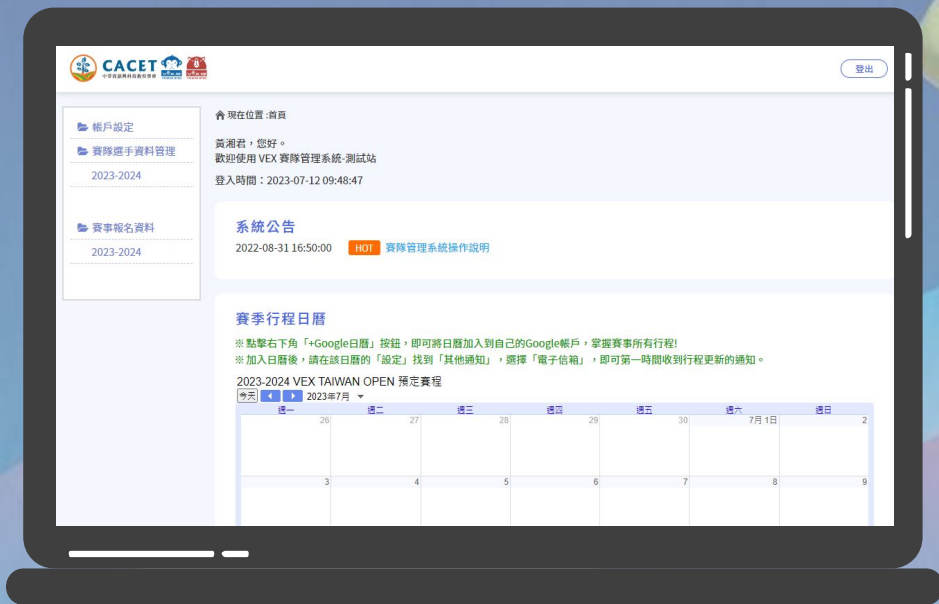 CACET
登出
帳戶設定
賽隊選手資料管理
2023-2024
賽事報名資料
2023-2024
現在位置 :首頁
黃湘君，您好。
歡迎使用 VEX 賽隊管理系統-測試站
登入時間：2023-07-12 09:48:47
系統公告
2022-08-31 16:50:00 HOT 賽隊管理系統操作說明
賽季行程日曆
※ 點擊右下角「+Google日曆」按鈕，即可將日曆加入到自己的Google帳戶，掌握賽事所有行程!
※ 加入日曆後，請在該日曆的「設定」找到「其他通知」，選擇「電子信箱」，即可第一時間收到行程更新的通知。
2023-2024 VEX TAIWAN OPEN 預定賽程
今天 2023年7月
週一 週二 週三 週四 週五 週六 週日
26 27 28 29 30 7月 1日 2
3 4 5 6 7 8 9